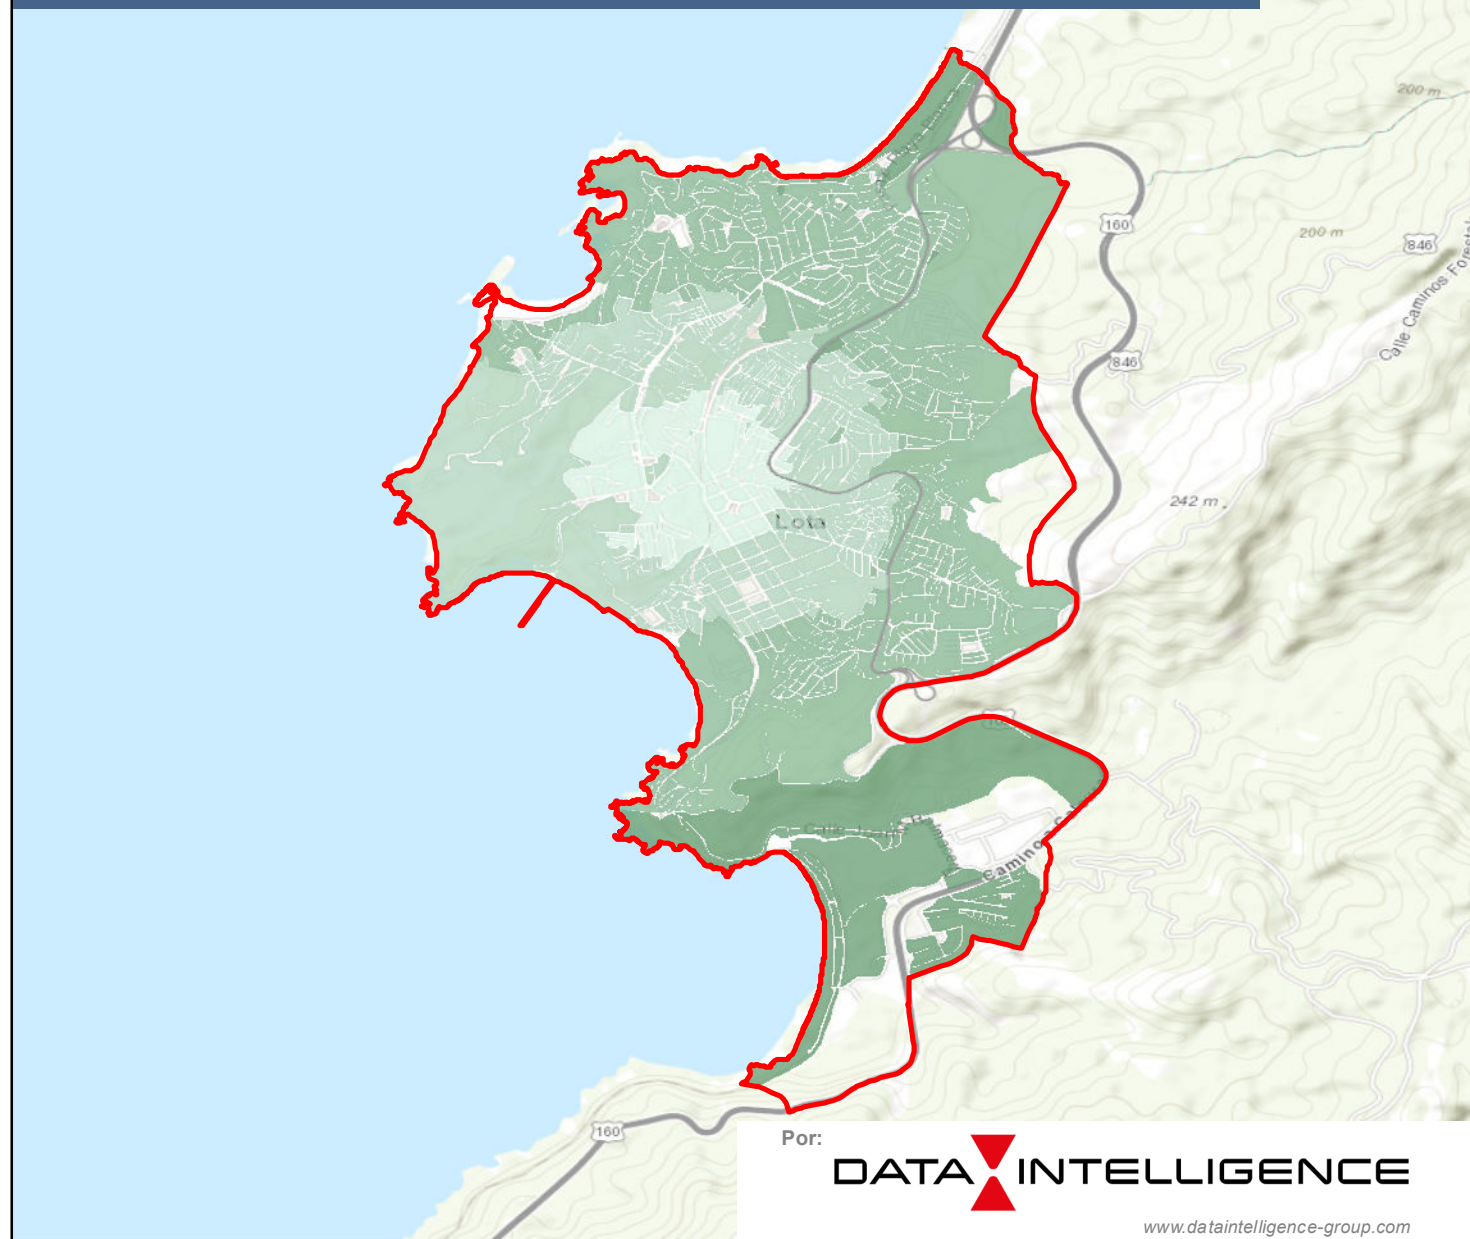 200 m
160
200 m
846
Calle Caminos Forestal
846
242 m
Lota
Camino a
160
Por:
DATA INTELLIGENCE
www.dataintelligence-group.com